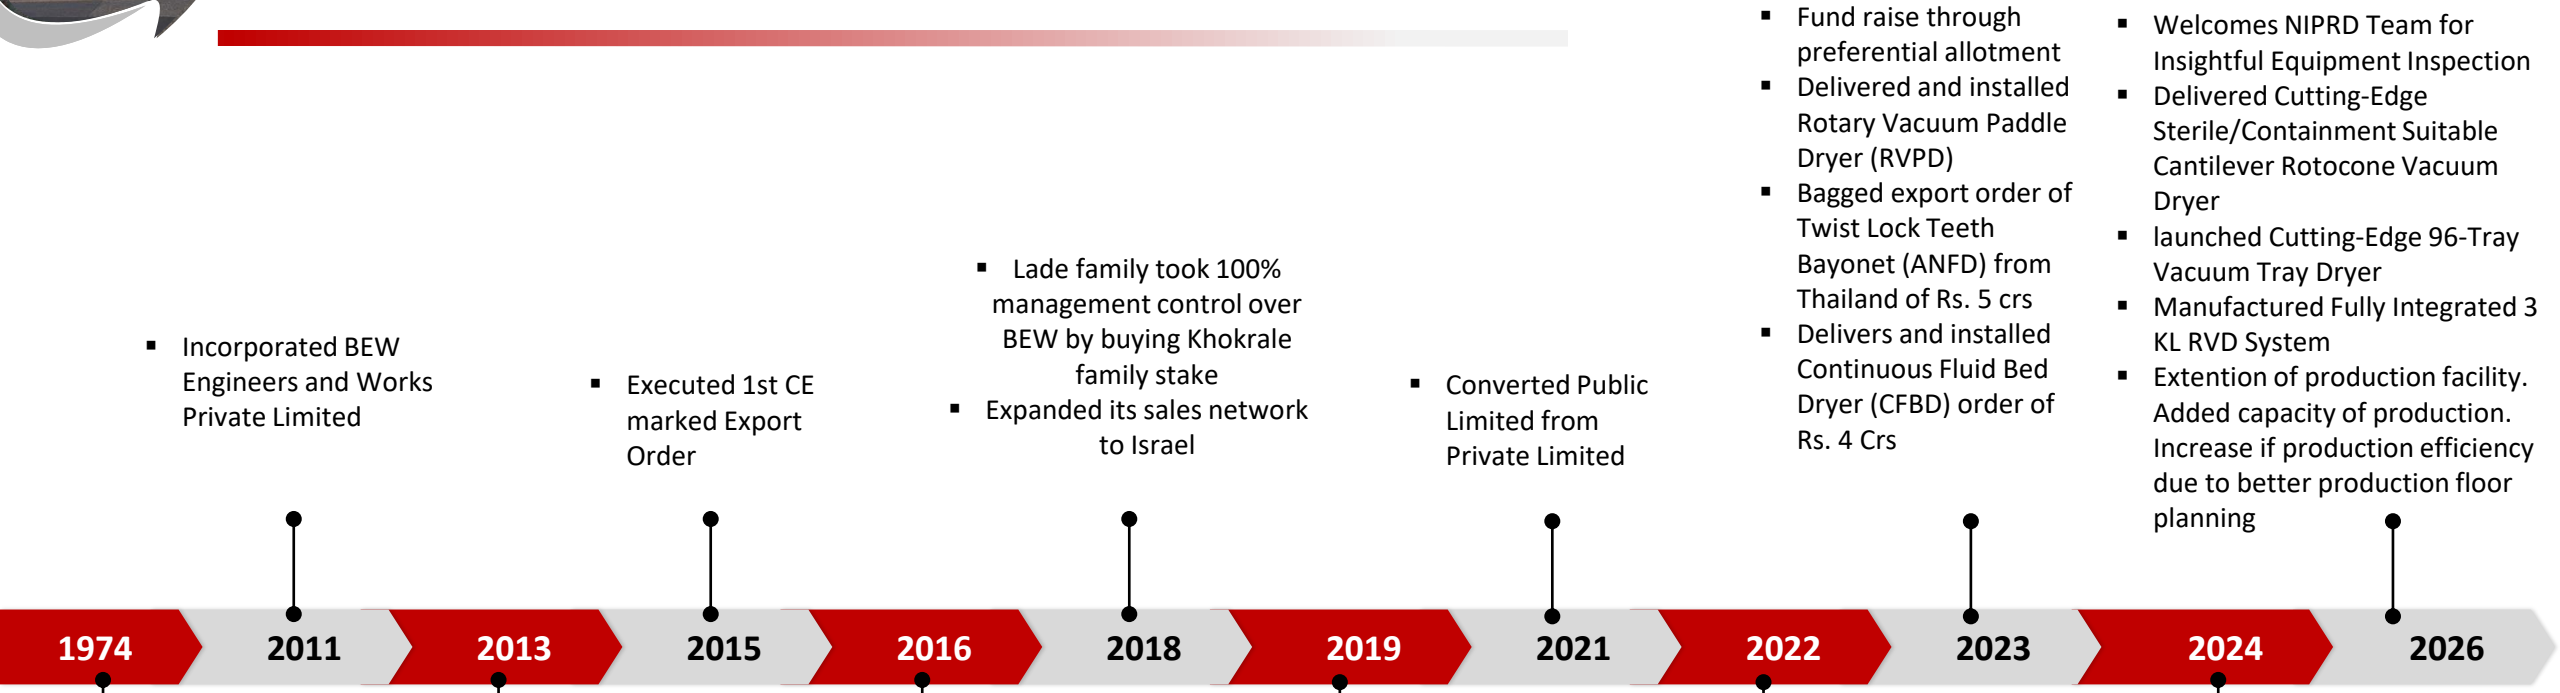 ▪ Incorporated BEW
Engineers and Works
Private Limited
▪ Executed 1st CE
marked Export
Order
▪ Lade family took 100%
management control over
BEW by buying Khokrale
family stake
▪ Expanded its sales network
to Israel
▪ Converted Public
Limited from
Private Limited
▪ Fund raise through
preferential allotment
▪ Delivered and installed
Rotary Vacuum Paddle
Dryer (RVPD)
▪ Bagged export order of
Twist Lock Teeth
Bayonet (ANFD) from
Thailand of Rs. 5 crs
▪ Delivers and installed
Continuous Fluid Bed
Dryer (CFBD) order of
Rs. 4 Crs
▪ Welcomes NIPRD Team for
Insightful Equipment Inspection
▪ Delivered Cutting-Edge
Sterile/Containment Suitable
Cantilever Rotocone Vacuum
Dryer
▪ launched Cutting-Edge 96-Tray
Vacuum Tray Dryer
▪ Manufactured Fully Integrated 3
KL RVD System
▪ Extention of production facility.
Added capacity of production.
Increase if production efficiency
due to better production floor
planning
1974
2011
2013
2015
2016
2018
2019
2021
2022
2023
2024
2026